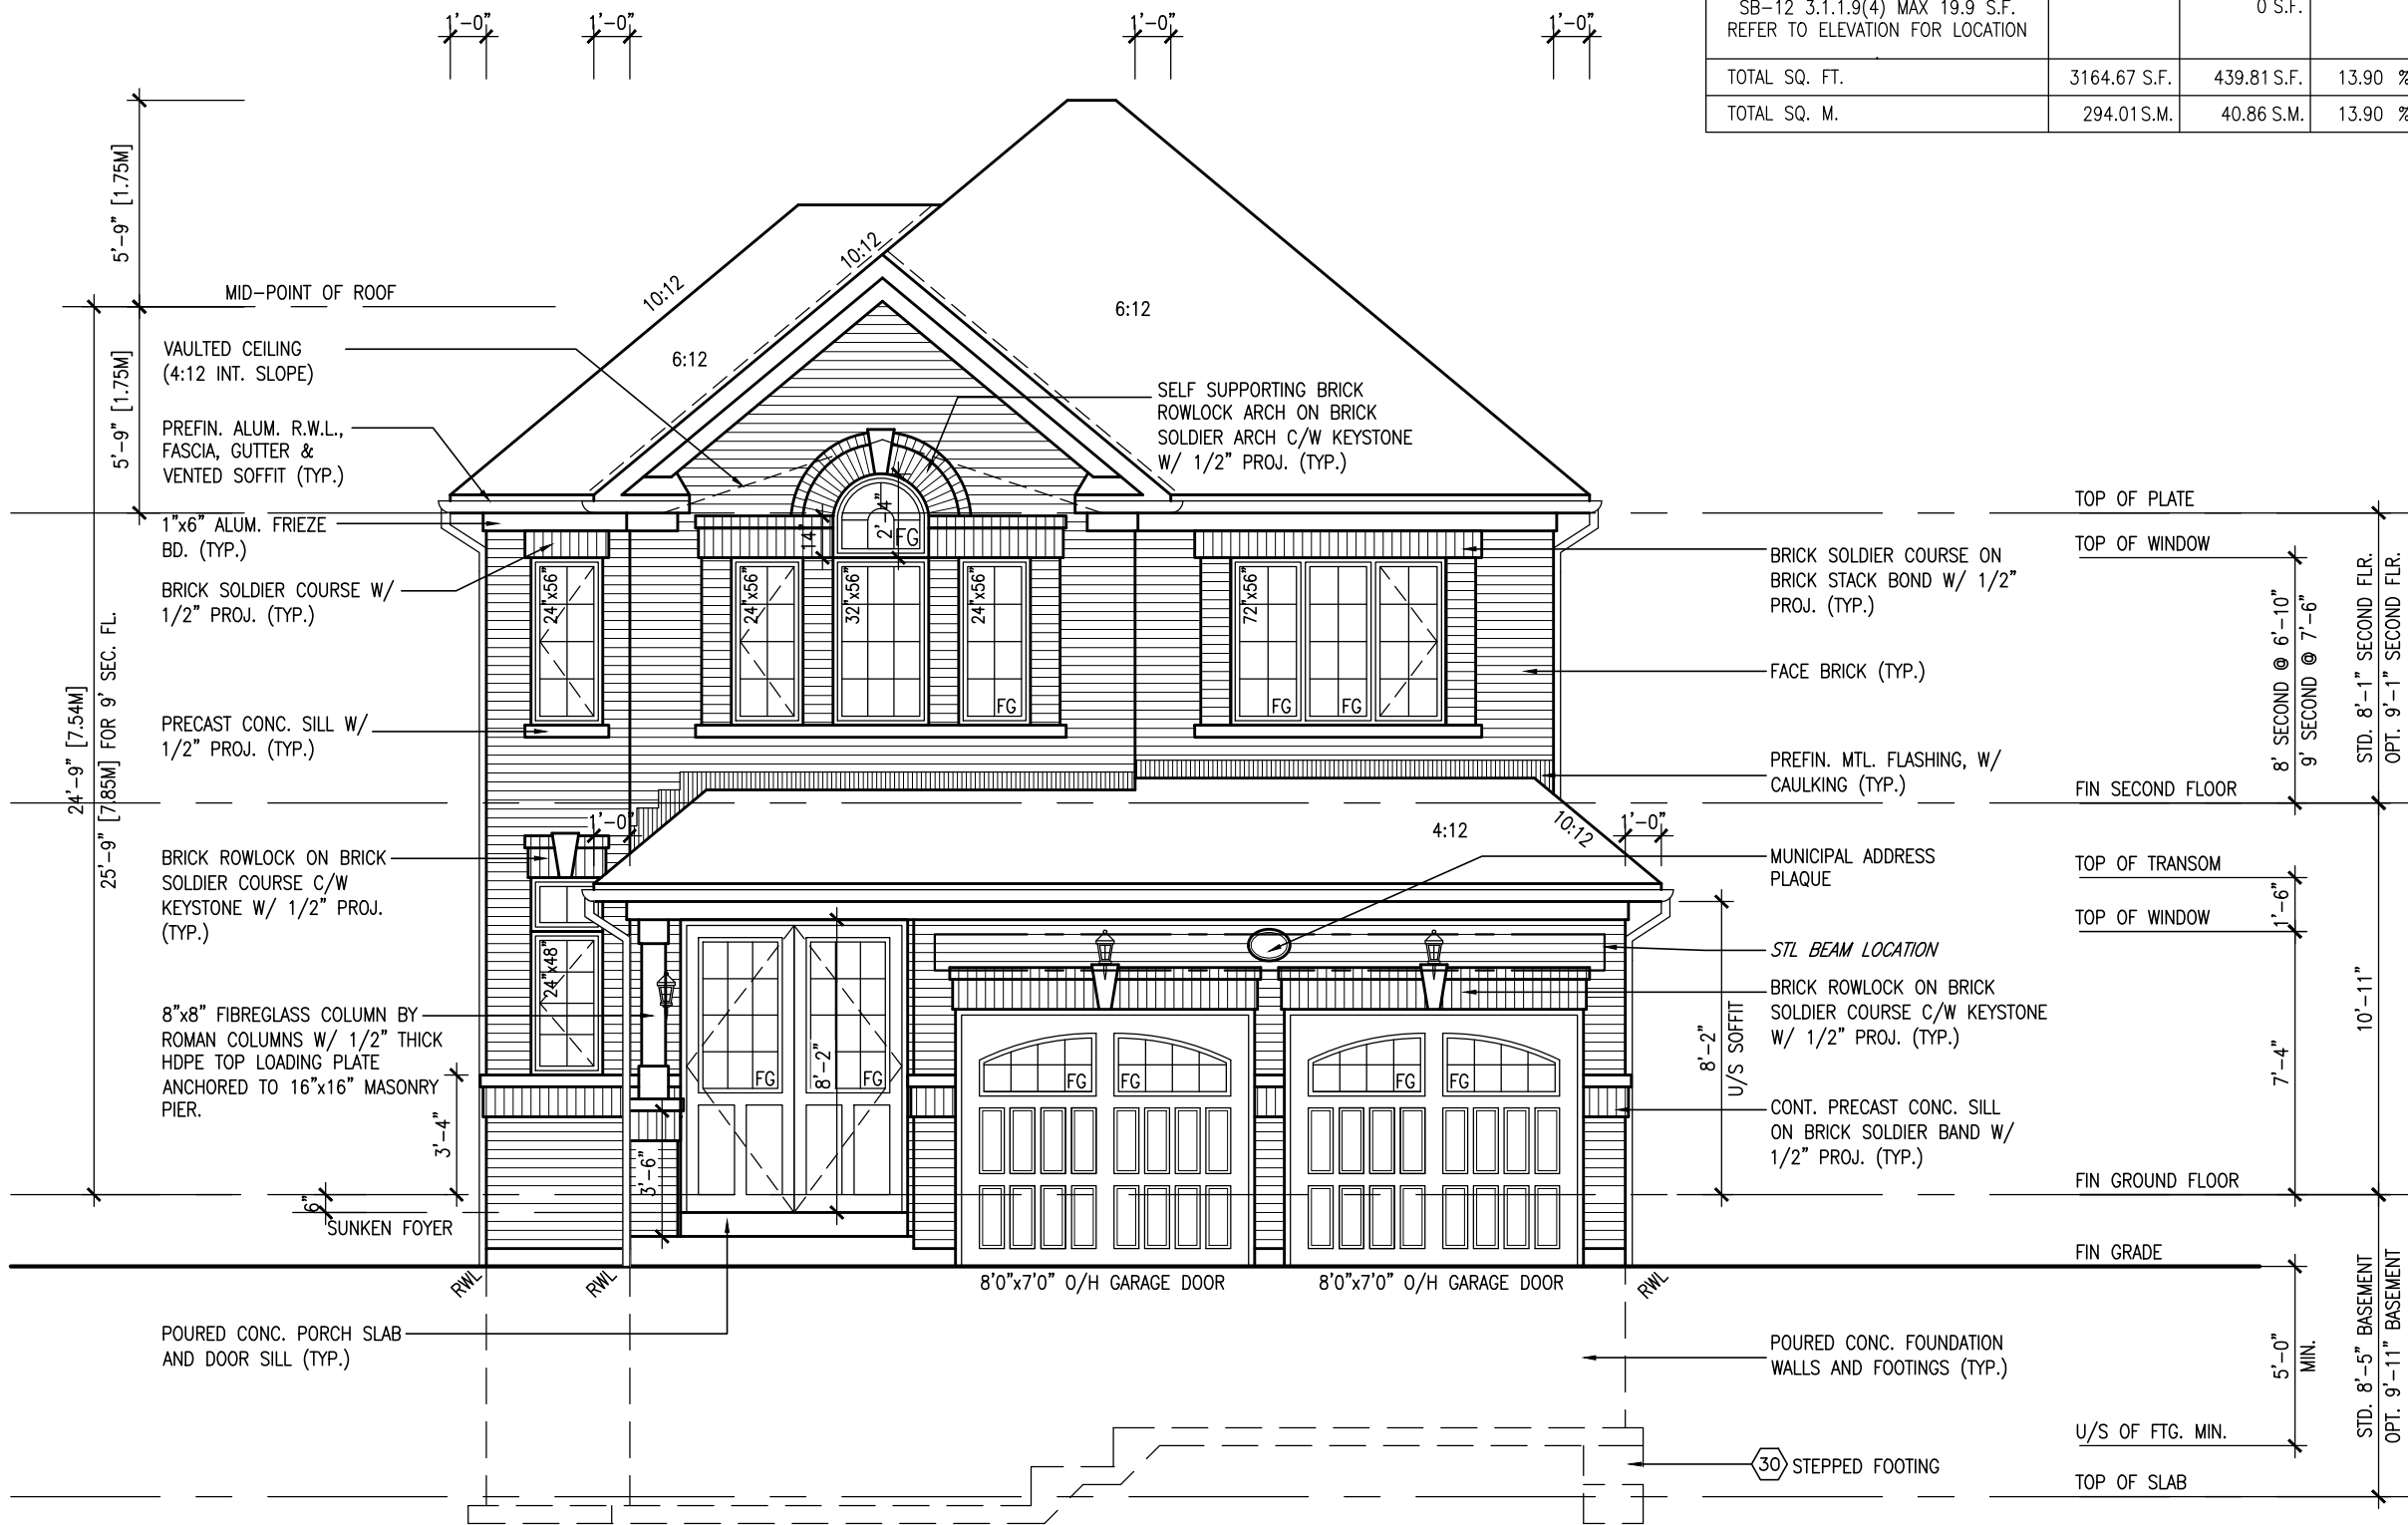 1'-0"
1'-0"
1'-0"
1'-0"
SB-12 3.1.1.9(4) MAX 19.9 S.F.
0 S.F.
REFER TO ELEVATION FOR LOCATION
TOTAL SQ. FT.
3164.67 S.F.
439.81 S.F.
13.90 %
TOTAL SQ. M.
294.01 S.M.
40.86 S.M.
13.90 %
5'-9" [1.75M]
5'-9" [1.75M]
24'-9" [7.54M]
25'-9" [7.85M] FOR 9' SEC. FL.
MID-POINT OF ROOF
VAULTED CEILING
(4:12 INT. SLOPE)
PREFIN. ALUM. R.W.L.,
FASCIA, GUTTER &
VENTED SOFFIT (TYP.)
1"x6" ALUM. FRIEZE
BD. (TYP.)
BRICK SOLDIER COURSE W/
1/2" PROJ. (TYP.)
PRECAST CONC. SILL W/
1/2" PROJ. (TYP.)
BRICK ROWLOCK ON BRICK
SOLDIER COURSE C/W
KEYSTONE W/ 1/2" PROJ.
(TYP.)
8"x8" FIBREGLASS COLUMN BY
ROMAN COLUMNS W/ 1/2" THICK
HDPE TOP LOADING PLATE
ANCHORED TO 16"x16" MASONRY
PIER.
3'-4"
6"
SUNKEN FOYER
POURED CONC. PORCH SLAB
AND DOOR SILL (TYP.)
10:12
10:12
6:12
6:12
SELF SUPPORTING BRICK
ROWLOCK ARCH ON BRICK
SOLDIER ARCH C/W KEYSTONE
W/ 1/2" PROJ. (TYP.)
14"
2'-4"
FG
24"x56"
24"x56"
32"x56"
24"x56"
72"x56"
FG
FG
FG
1'-0"
4:12
10:12
1'-0"
24"x48"
FG
8'-2"
FG
3'-6"
FG
FG
FG
FG
8'-2"
U/S SOFFIT
RWL
RWL
8'0"x7'0" O/H GARAGE DOOR
8'0"x7'0" O/H GARAGE DOOR
RWL
BRICK SOLDIER COURSE ON
BRICK STACK BOND W/ 1/2"
PROJ. (TYP.)
FACE BRICK (TYP.)
PREFIN. MTL. FLASHING, W/
CAULKING (TYP.)
MUNICIPAL ADDRESS
PLAQUE
STL BEAM LOCATION
BRICK ROWLOCK ON BRICK
SOLDIER COURSE C/W KEYSTONE
W/ 1/2" PROJ. (TYP.)
CONT. PRECAST CONC. SILL
ON BRICK SOLDIER BAND W/
1/2" PROJ. (TYP.)
POURED CONC. FOUNDATION
WALLS AND FOOTINGS (TYP.)
30 STEPPED FOOTING
TOP OF PLATE
TOP OF WINDOW
FIN SECOND FLOOR
TOP OF TRANSOM
TOP OF WINDOW
FIN GROUND FLOOR
FIN GRADE
U/S OF FTG. MIN.
TOP OF SLAB
8' SECOND @ 6'-10"
9' SECOND @ 7'-6"
STD. 8'-1" SECOND FLR.
OPT. 9'-1" SECOND FLR.
1'-6"
7'-4"
10'-11"
5'-0"
MIN.
STD. 8'-5" BASEMENT
OPT. 9'-11" BASEMENT